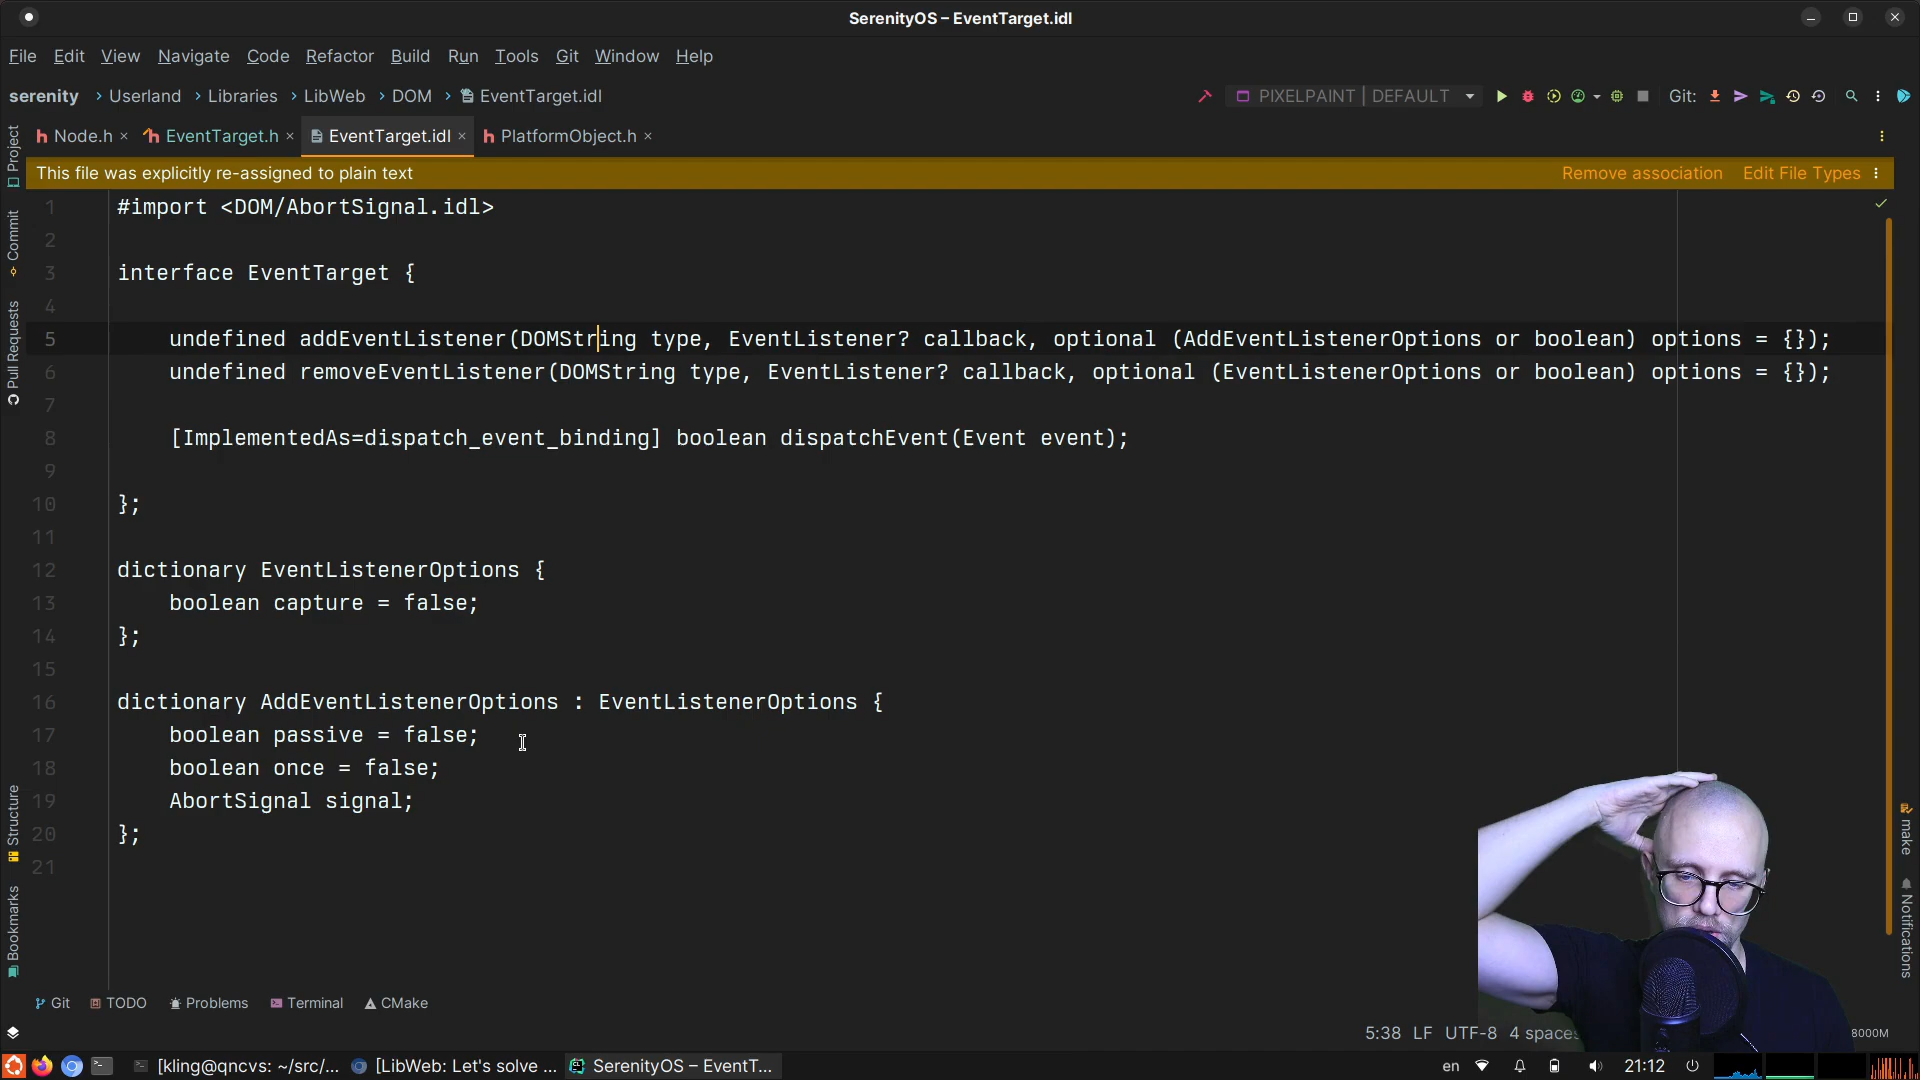 SerenityOS – EventTarget.idl
File Edit View Navigate Code Refactor Build Run Tools Git Window Help
serenity › Userland › Libraries › LibWeb › DOM › EventTarget.idl
PIXELPAINT | DEFAULT
Git:
Node.h × EventTarget.h × EventTarget.idl × PlatformObject.h ×
This file was explicitly re-assigned to plain text
Remove association Edit File Types
Project
Commit
Pull Requests
Structure
Bookmarks
make
Notifications
1 #import <DOM/AbortSignal.idl>
2
3 interface EventTarget {
4
5 undefined addEventListener(DOMString type, EventListener? callback, optional (AddEventListenerOptions or boolean) options = {});
6 undefined removeEventListener(DOMString type, EventListener? callback, optional (EventListenerOptions or boolean) options = {});
7
8 [ImplementedAs=dispatch_event_binding] boolean dispatchEvent(Event event);
9
10 };
11
12 dictionary EventListenerOptions {
13 boolean capture = false;
14 };
15
16 dictionary AddEventListenerOptions : EventListenerOptions {
17 boolean passive = false;
18 boolean once = false;
19 AbortSignal signal;
20 };
21
Git TODO Problems Terminal CMake
5:38 LF UTF-8 4 spaces
8000M
[kling@qncvs: ~/src/...
[LibWeb: Let's solve ...
SerenityOS – EventT...
en
21:12